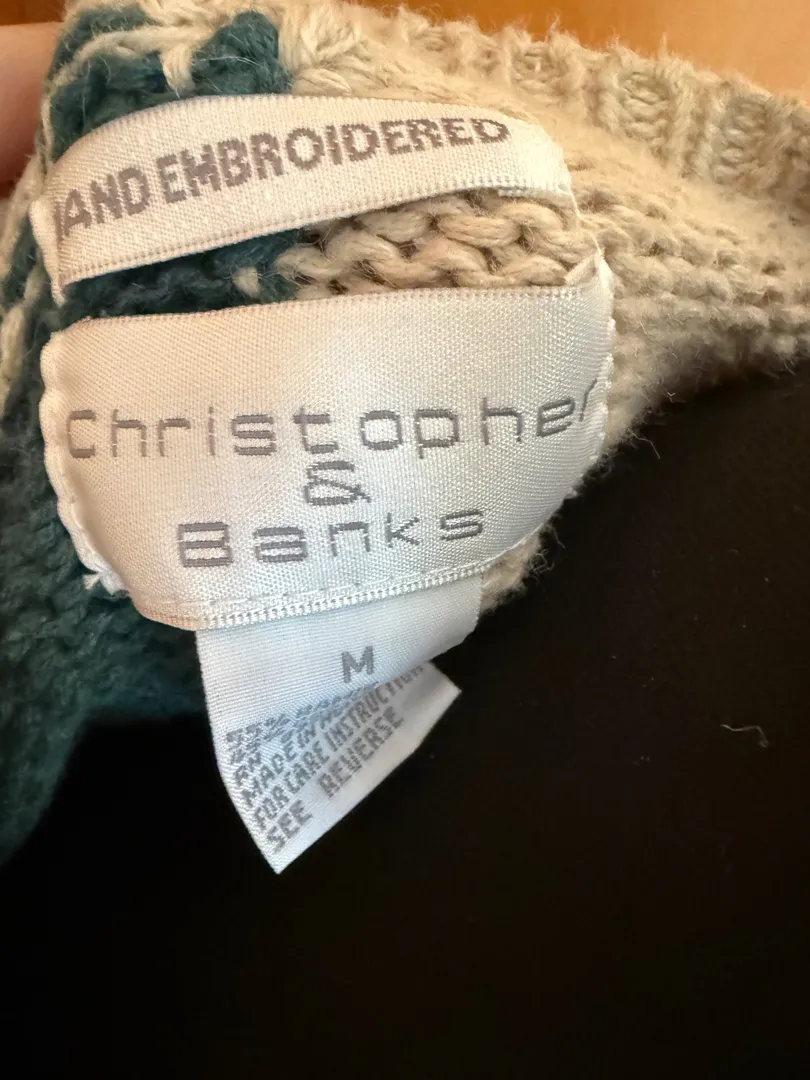 HAND EMBROIDERED
Christopher
&
Banks
M
MADE IN
FOR CARE INSTRUCTION
SEE REVERSE